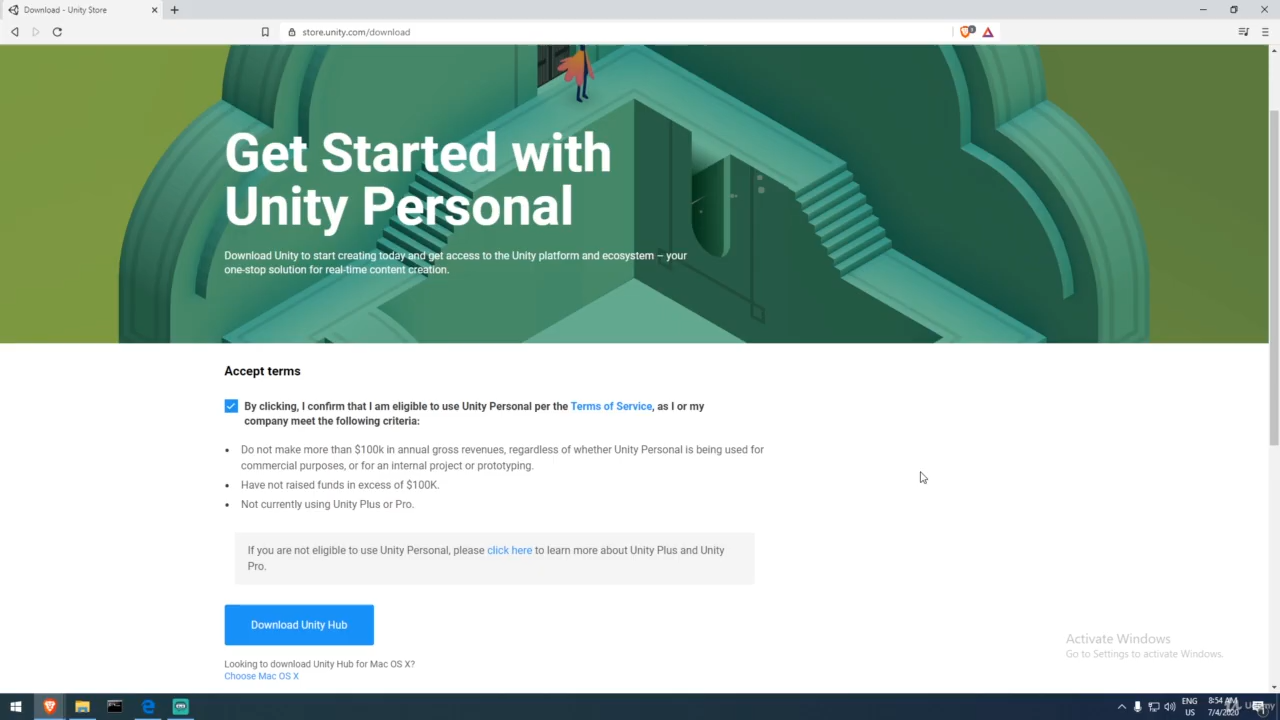 Download - Unity Store
store.unity.com/download
Get Started with
Unity Personal
Download Unity to start creating today and get access to the Unity platform and ecosystem – your
one-stop solution for real-time content creation.
Accept terms
By clicking, I confirm that I am eligible to use Unity Personal per the Terms of Service, as I or my
company meet the following criteria:
• Do not make more than $100k in annual gross revenues, regardless of whether Unity Personal is being used for
commercial purposes, or for an internal project or prototyping.
• Have not raised funds in excess of $100K.
• Not currently using Unity Plus or Pro.
If you are not eligible to use Unity Personal, please click here to learn more about Unity Plus and Unity
Pro.
Download Unity Hub
Looking to download Unity Hub for Mac OS X?
Choose Mac OS X
Activate Windows
Go to Settings to activate Windows.
ENG
US
8:54 AM
7/4/2020
Udemy